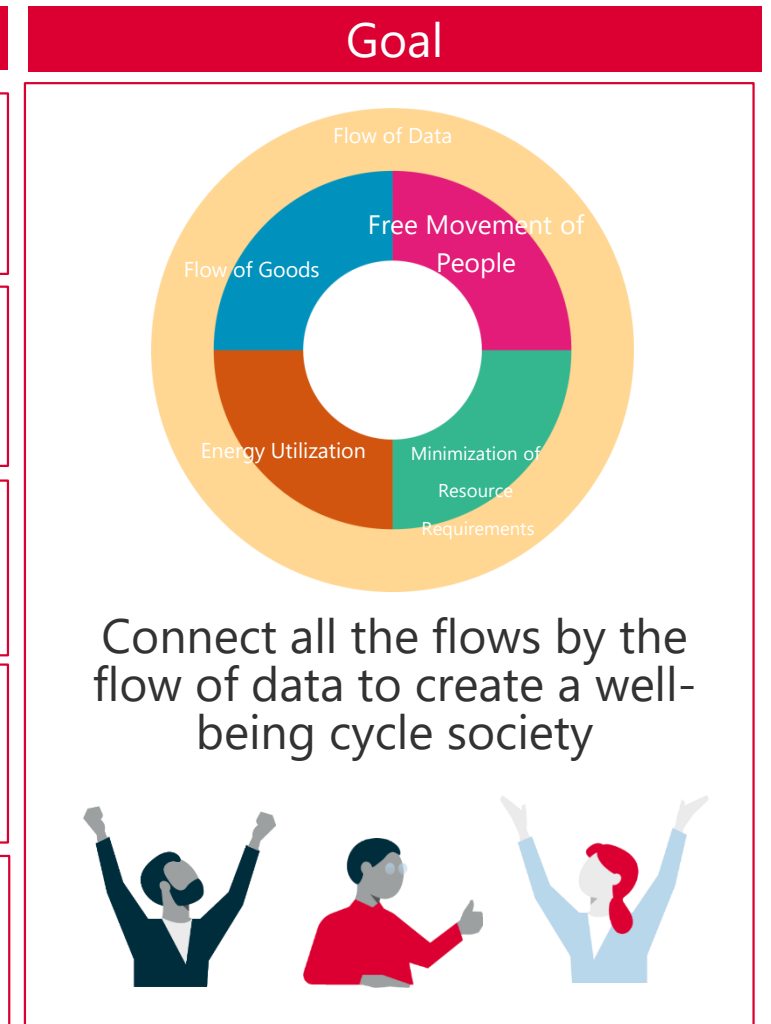 Goal
Flow of Data
Free Movement of
People
Flow of Goods
Energy Utilization
Minimization of
Resource
Requirements
Connect all the flows by the
flow of data to create a well-
being cycle society